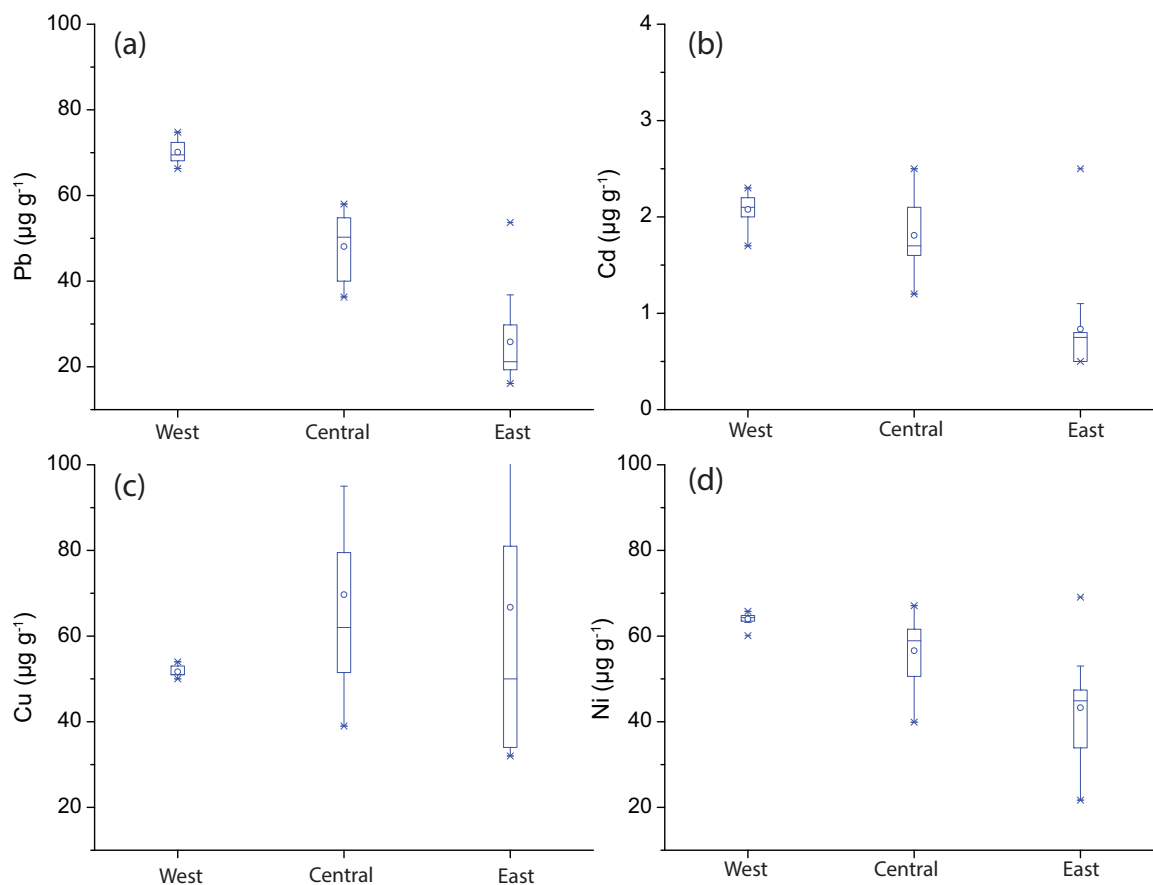 (a)
100
80
60
40
20
Pb (µg g⁻¹)
West
Central
East
(b)
4
3
2
1
0
Cd (µg g⁻¹)
West
Central
East
(c)
100
80
60
40
20
Cu (µg g⁻¹)
West
Central
East
(d)
100
80
60
40
20
Ni (µg g⁻¹)
West
Central
East